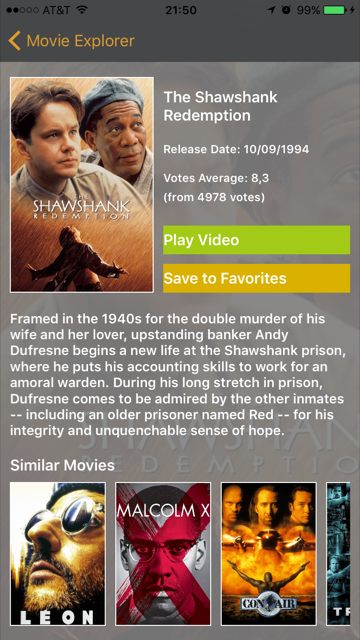 AT&T 21:50 99%
Movie Explorer
The Shawshank
Redemption
Release Date: 10/09/1994
Votes Average: 8,3
(from 4978 votes)
Play Video
Save to Favorites
THE
SHAWSHANK
REDEMPTION
Framed in the 1940s for the double murder of his
wife and her lover, upstanding banker Andy
Dufresne begins a new life at the Shawshank prison,
where he puts his accounting skills to work for an
amoral warden. During his long stretch in prison,
Dufresne comes to be admired by the other inmates
-- including an older prisoner named Red -- for his
integrity and unquenchable sense of hope.
SHAWSHANK
REDEMPTION
Similar Movies
LEON
MALCOLM X
CON AIR
TR